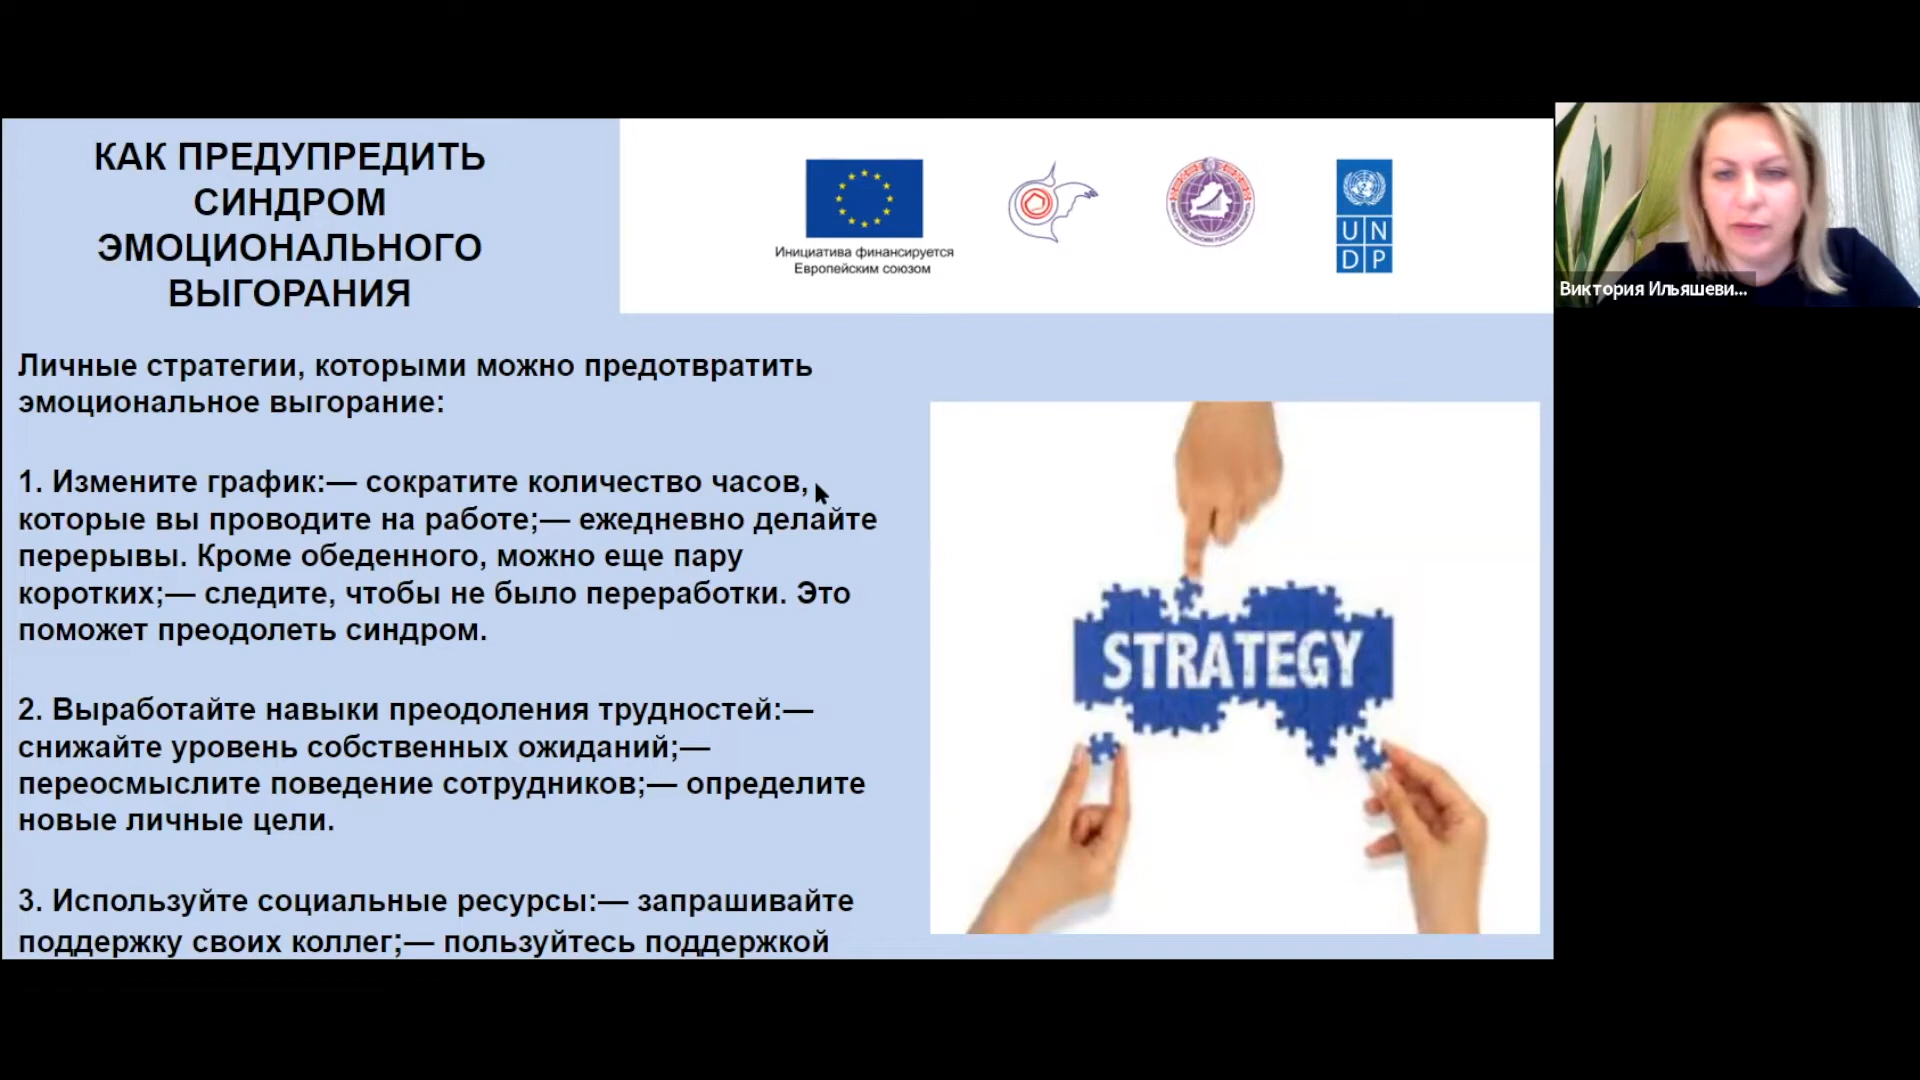 КАК ПРЕДУПРЕДИТЬ
СИНДРОМ
ЭМОЦИОНАЛЬНОГО
ВЫГОРАНИЯ
Инициатива финансируется
Европейским союзом
U N
D P
Виктория Ильяшеви...
Личные стратегии, которыми можно предотвратить
эмоциональное выгорание:
1. Измените график:— сократите количество часов,
которые вы проводите на работе;— ежедневно делайте
перерывы. Кроме обеденного, можно еще пару
коротких;— следите, чтобы не было переработки. Это
поможет преодолеть синдром.
2. Выработайте навыки преодоления трудностей:—
снижайте уровень собственных ожиданий;—
переосмыслите поведение сотрудников;— определите
новые личные цели.
3. Используйте социальные ресурсы:— запрашивайте
поддержку своих коллег;— пользуйтесь поддержкой
STRATEGY